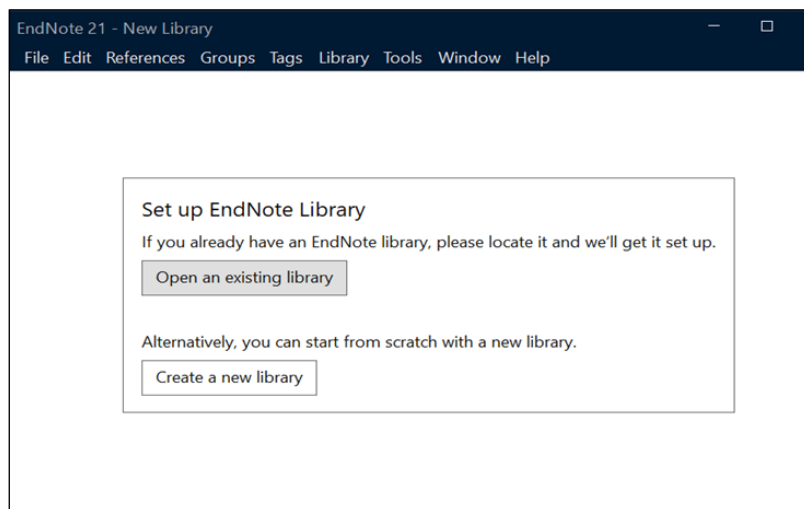 EndNote 21 - New Library
File Edit References Groups Tags Library Tools Window Help
Set up EndNote Library
If you already have an EndNote library, please locate it and we'll get it set up.
Open an existing library
Alternatively, you can start from scratch with a new library.
Create a new library